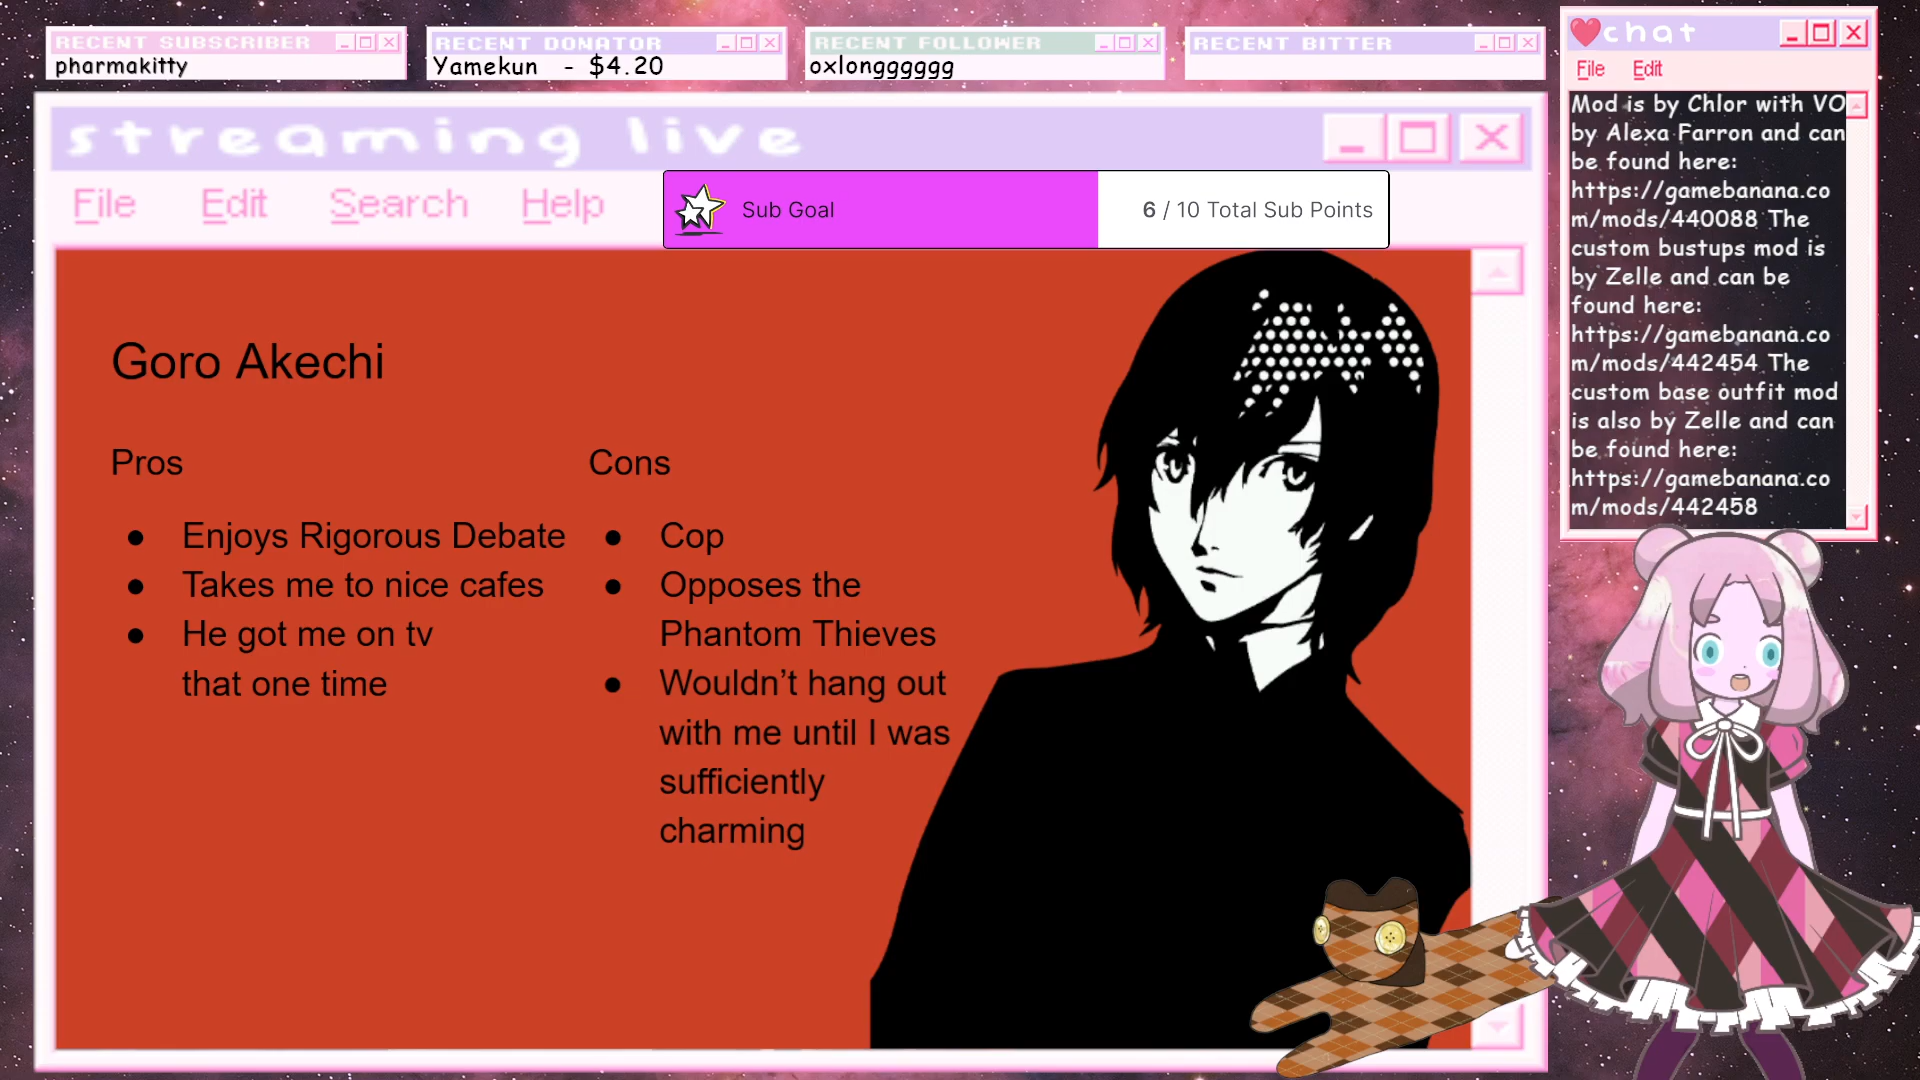 RECENT SUBSCRIBER
pharmakitty
RECENT DONATOR
Yamekun - $4.20
RECENT FOLLOWER
oxlongggggg
RECENT BITTER
streaming live
File Edit Search Help
Sub Goal
6 / 10 Total Sub Points
Goro Akechi
Pros
Enjoys Rigorous Debate
Takes me to nice cafes
He got me on tv
that one time
Cons
Cop
Opposes the
Phantom Thieves
Wouldn’t hang out
with me until I was
sufficiently
charming
chat
File Edit
Mod is by Chlor with VO
by Alexa Farron and can
be found here:
https://gamebanana.co
m/mods/440088 The
custom bustups mod is
by Zelle and can be
found here:
https://gamebanana.co
m/mods/442454 The
custom base outfit mod
is also by Zelle and can
be found here:
https://gamebanana.co
m/mods/442458